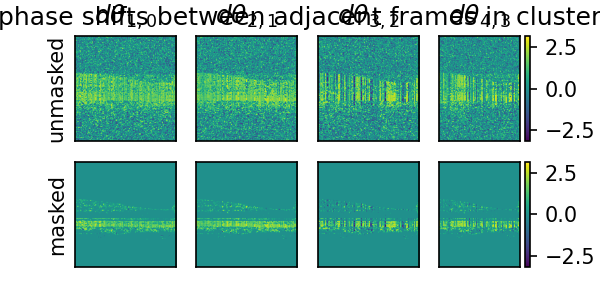 phase shifts between adjacent frames in cluster
dθ1,0 dθ2,1 dθ3,2 dθ4,3
unmasked
2.5
0.0
−2.5
masked
2.5
0.0
−2.5